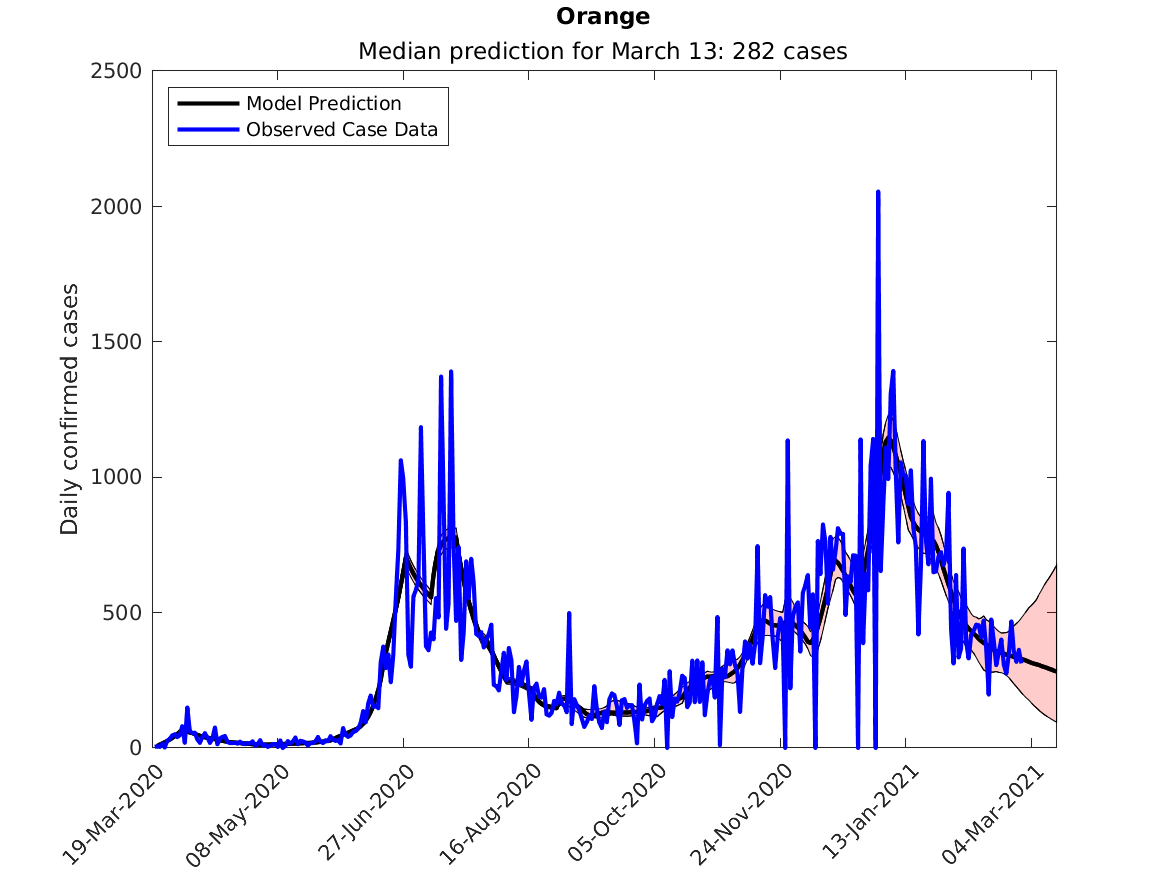 Orange
Median prediction for March 13: 282 cases
2500
Model Prediction
Observed Case Data
2000
1500
1000
500
0
Daily confirmed cases
19-Mar-2020
08-May-2020
27-Jun-2020
16-Aug-2020
05-Oct-2020
24-Nov-2020
13-Jan-2021
04-Mar-2021